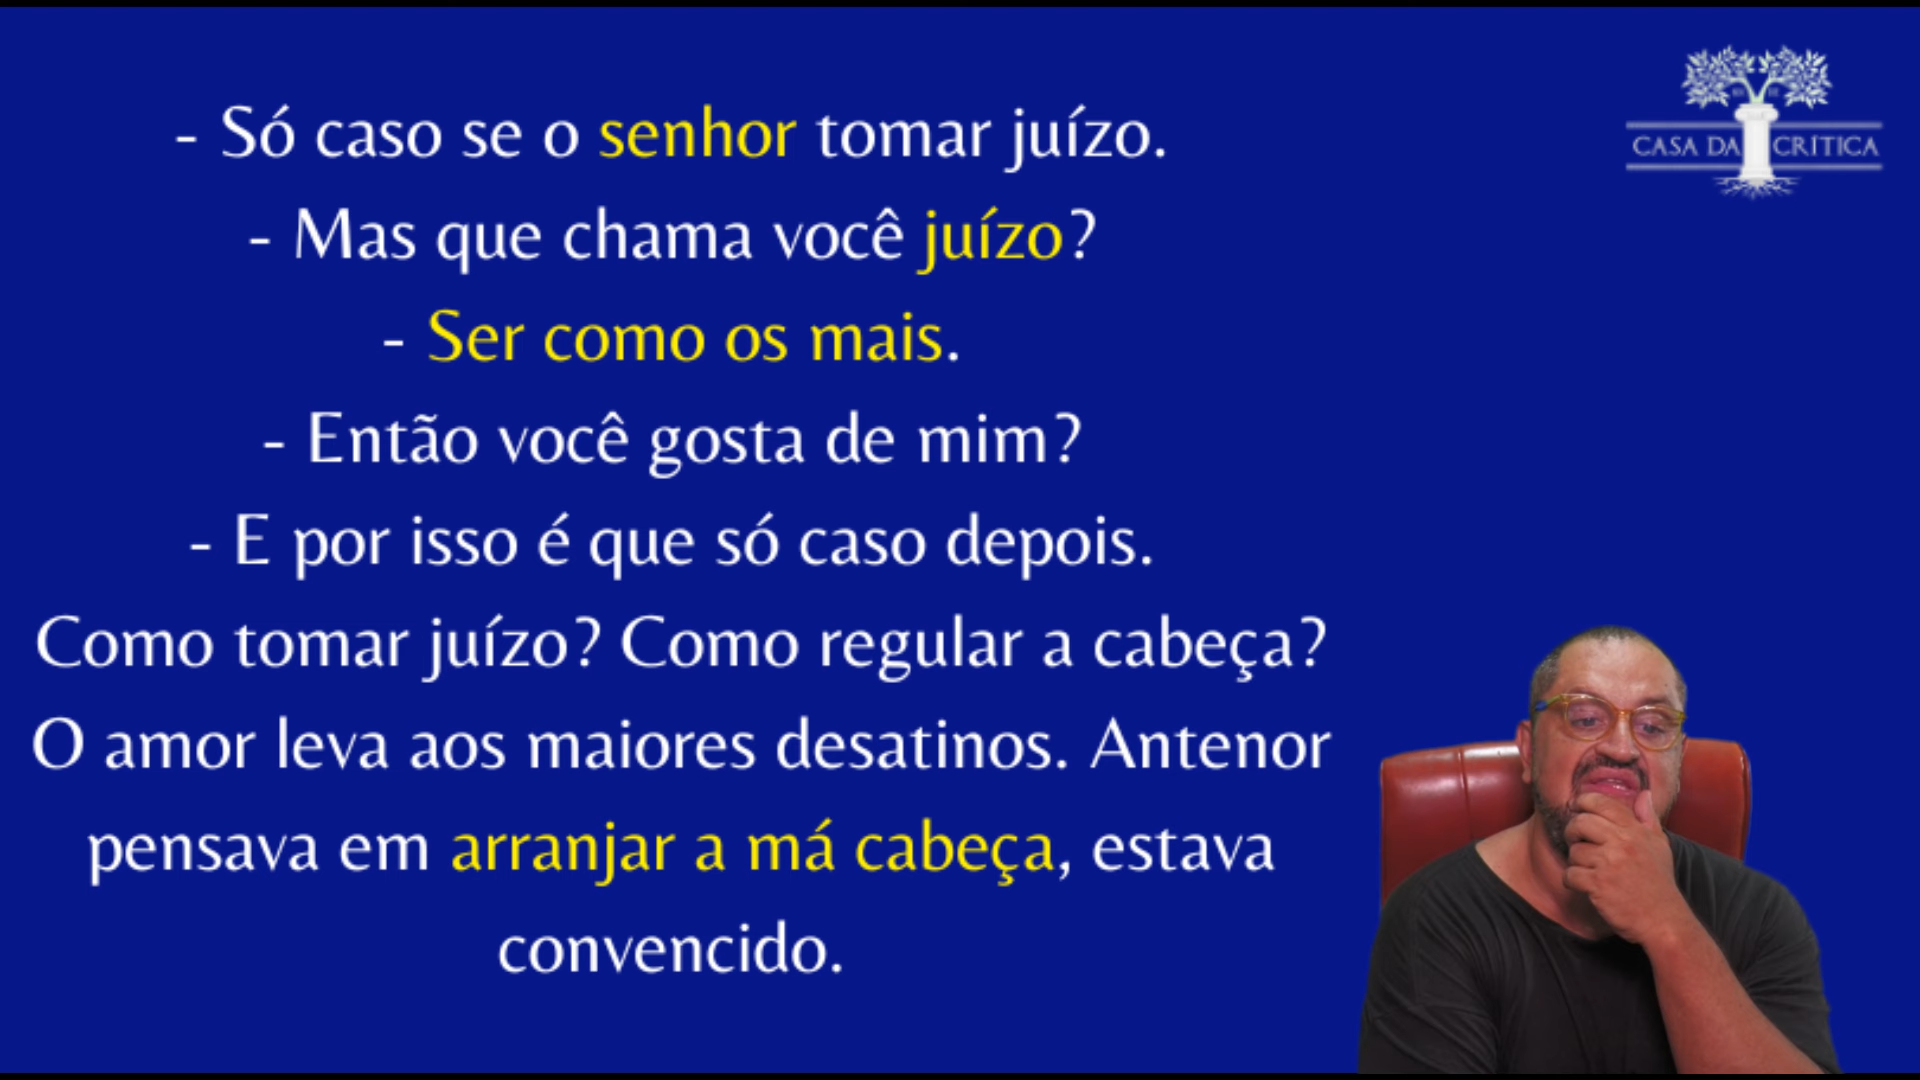 - Só caso se o senhor tomar juízo.
- Mas que chama você juízo?
- Ser como os mais.
- Então você gosta de mim?
- E por isso é que só caso depois.
Como tomar juízo? Como regular a cabeça?
O amor leva aos maiores desatinos. Antenor
pensava em arranjar a má cabeça, estava
convencido.
CASA DA CRÍTICA